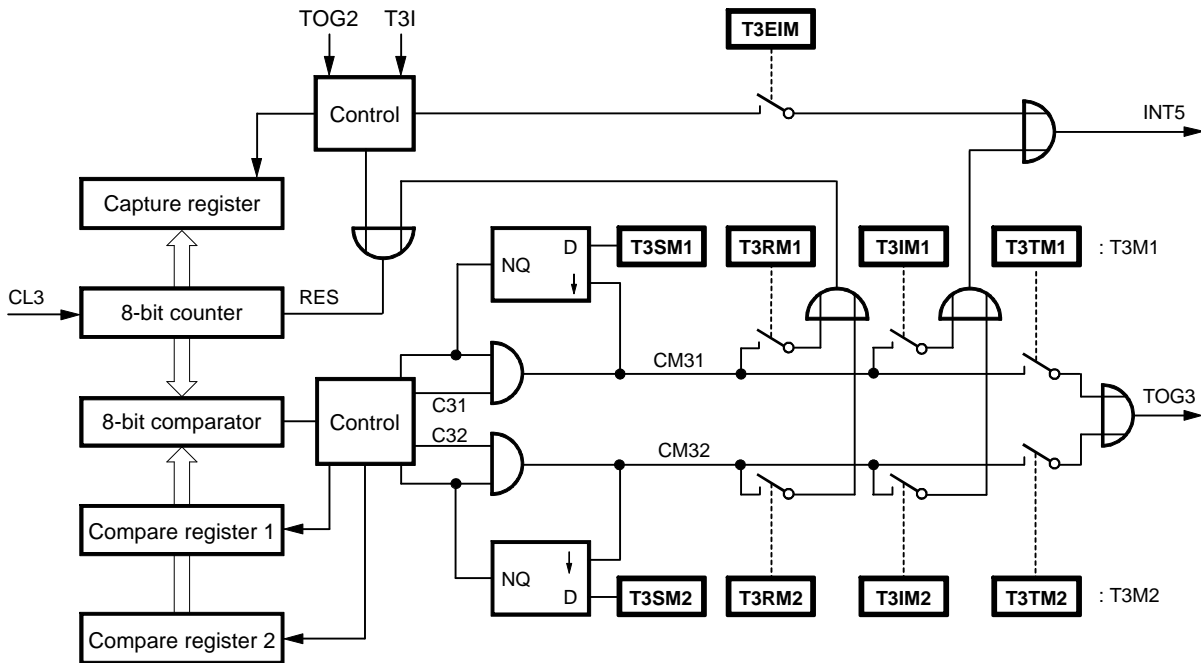 TOG2 T3I
T3EIM
Control
INT5
Capture register
D
T3SM1
T3RM1
T3IM1
T3TM1
: T3M1
NQ
CL3
8-bit counter
RES
CM31
C31
8-bit comparator
Control
TOG3
C32
CM32
Compare register 1
NQ
D
T3SM2
T3RM2
T3IM2
T3TM2
: T3M2
Compare register 2